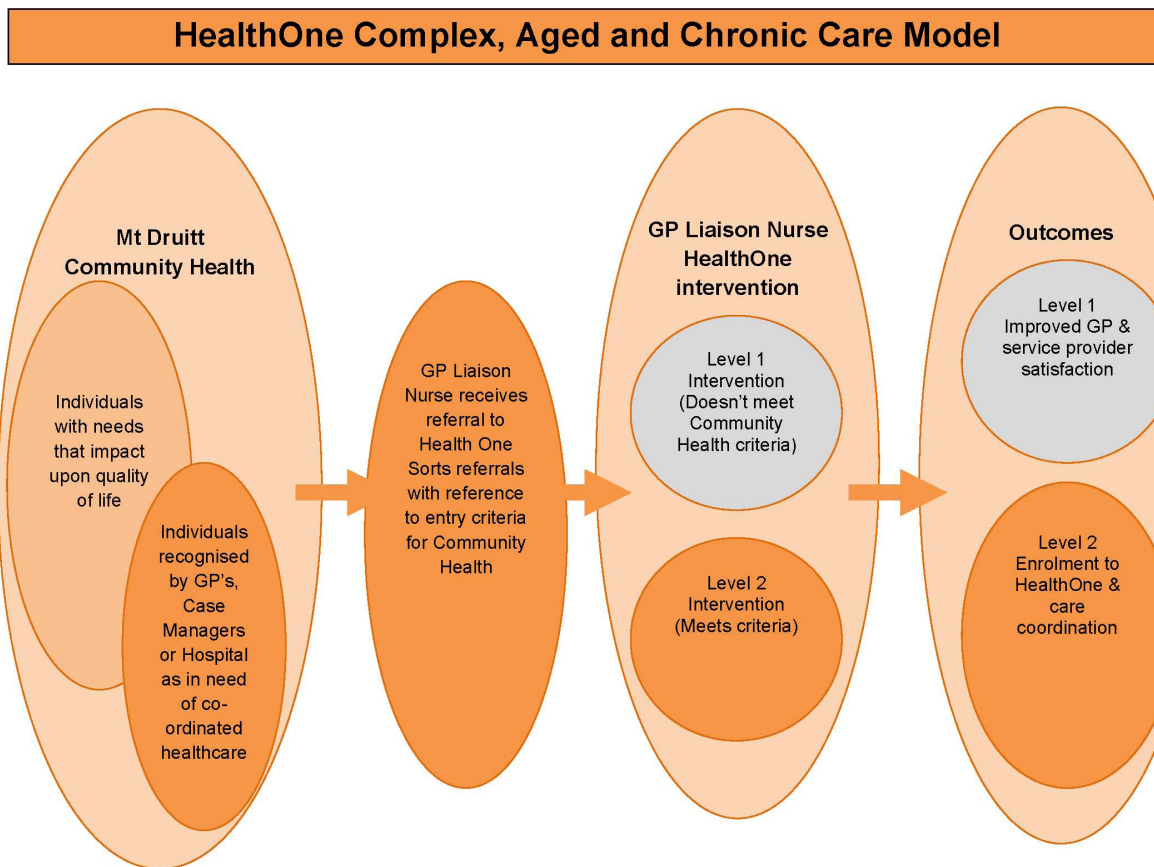 HealthOne Complex, Aged and Chronic Care Model
Mt Druitt
Community Health
Individuals
with needs
that impact
upon quality
of life
Individuals
recognised
by GP's,
Case
Managers
or Hospital
as in need
of co-
ordinated
healthcare
GP Liaison
Nurse receives
referral to
Health One
Sorts referrals
with reference
to entry criteria
for Community
Health
GP Liaison Nurse
HealthOne
intervention
Level 1
Intervention
(Doesn't meet
Community
Health criteria)
Level 2
Intervention
(Meets criteria)
Outcomes
Level 1
Improved GP &
service provider
satisfaction
Level 2
Enrolment to
HealthOne &
care
coordination